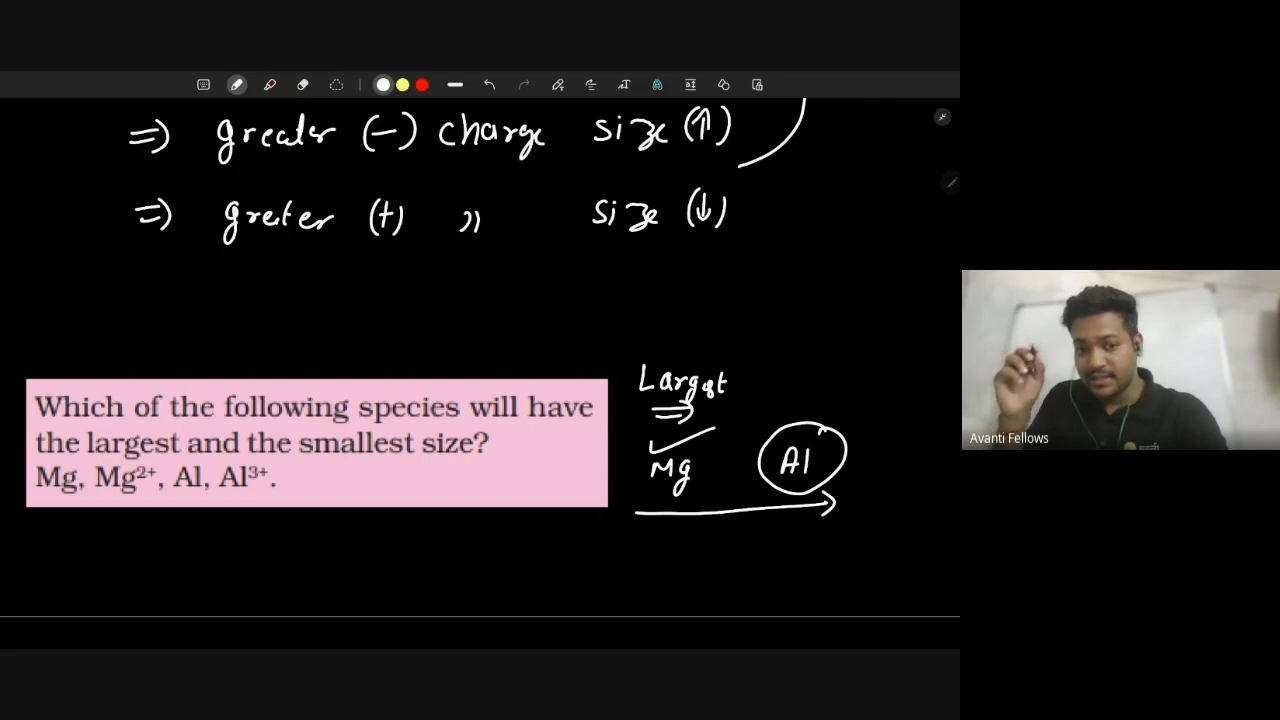 => greater (-) charge size (↑)
=> greter (+) " size (↓)
Which of the following species will have
the largest and the smallest size?
Mg, Mg²⁺, Al, Al³⁺.
Largest
=>
Mg Al
Avanti Fellows